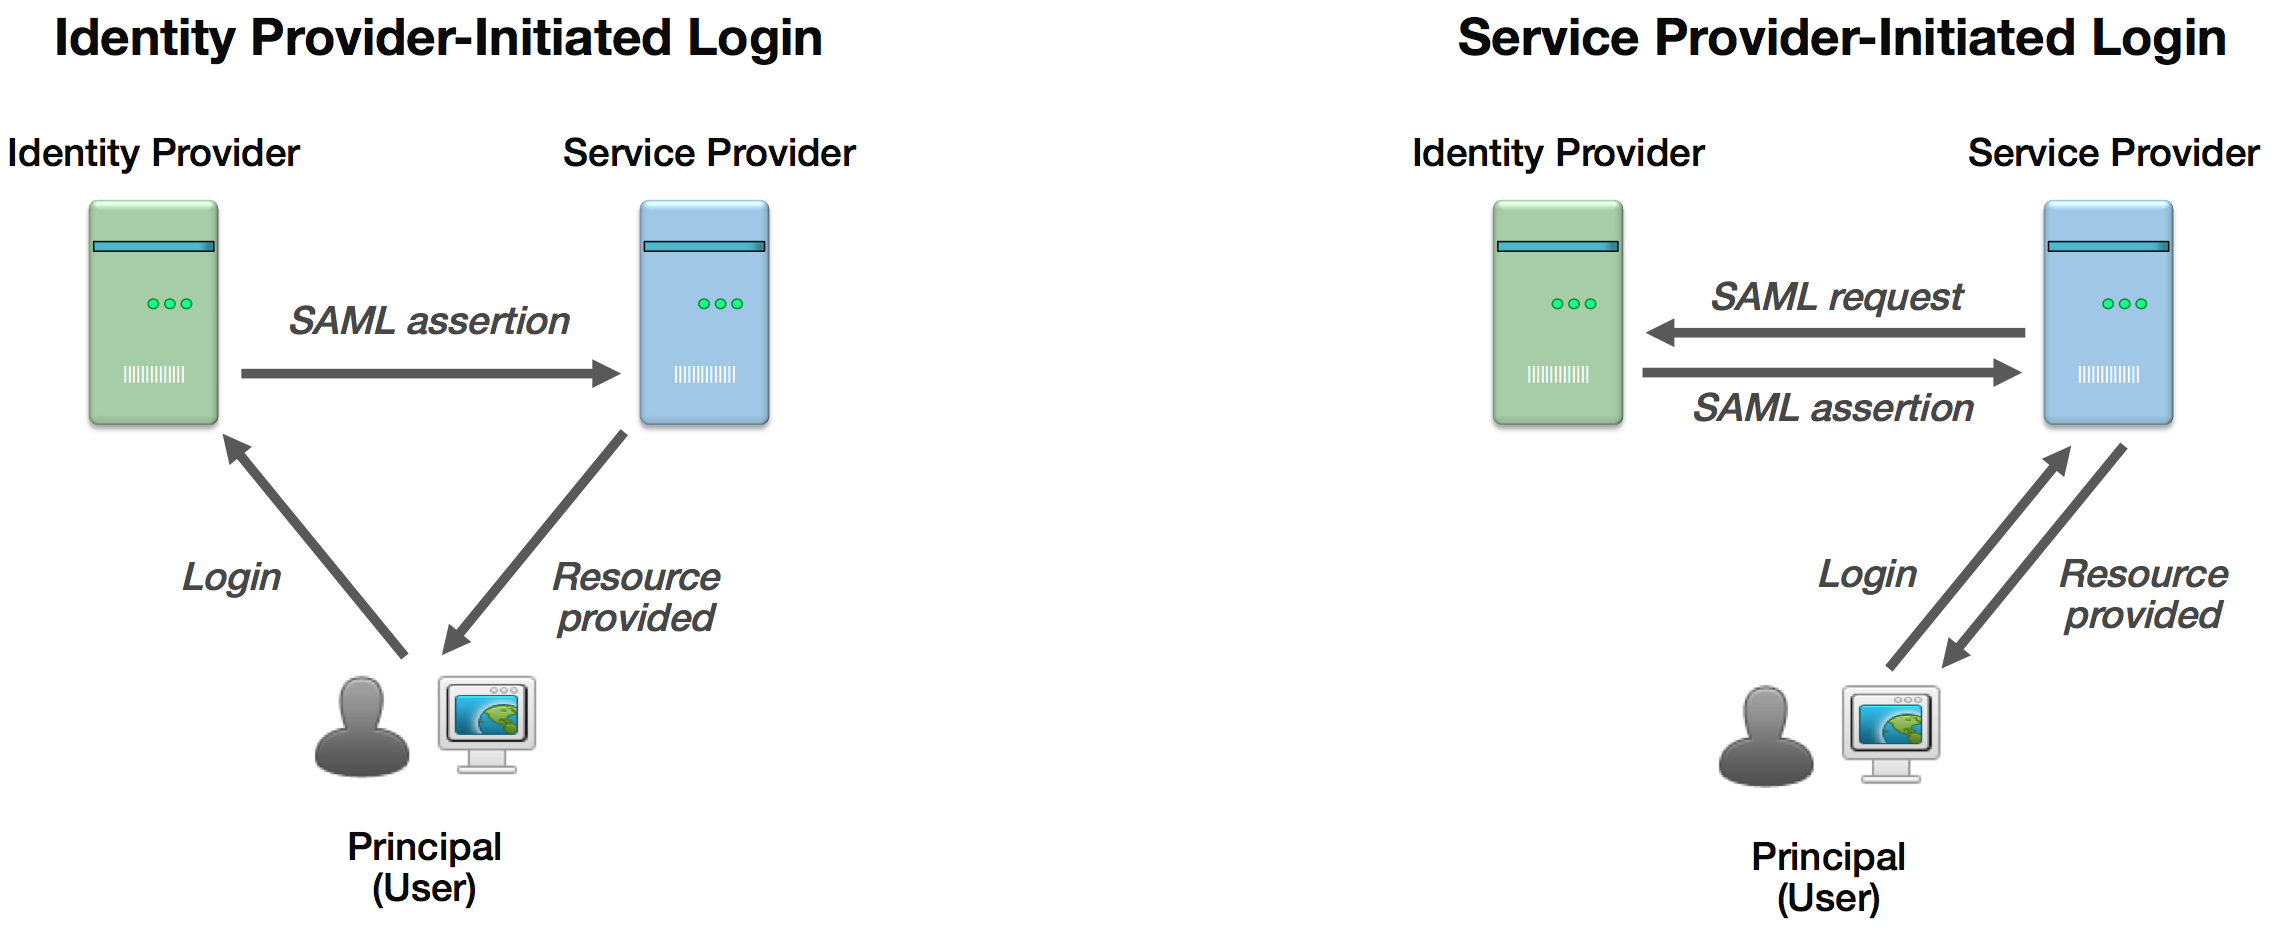 Identity Provider-Initiated Login
Identity Provider
Service Provider
SAML assertion
Login
Resource
provided
Principal
(User)
Service Provider-Initiated Login
Identity Provider
Service Provider
SAML request
SAML assertion
Login
Resource
provided
Principal
(User)